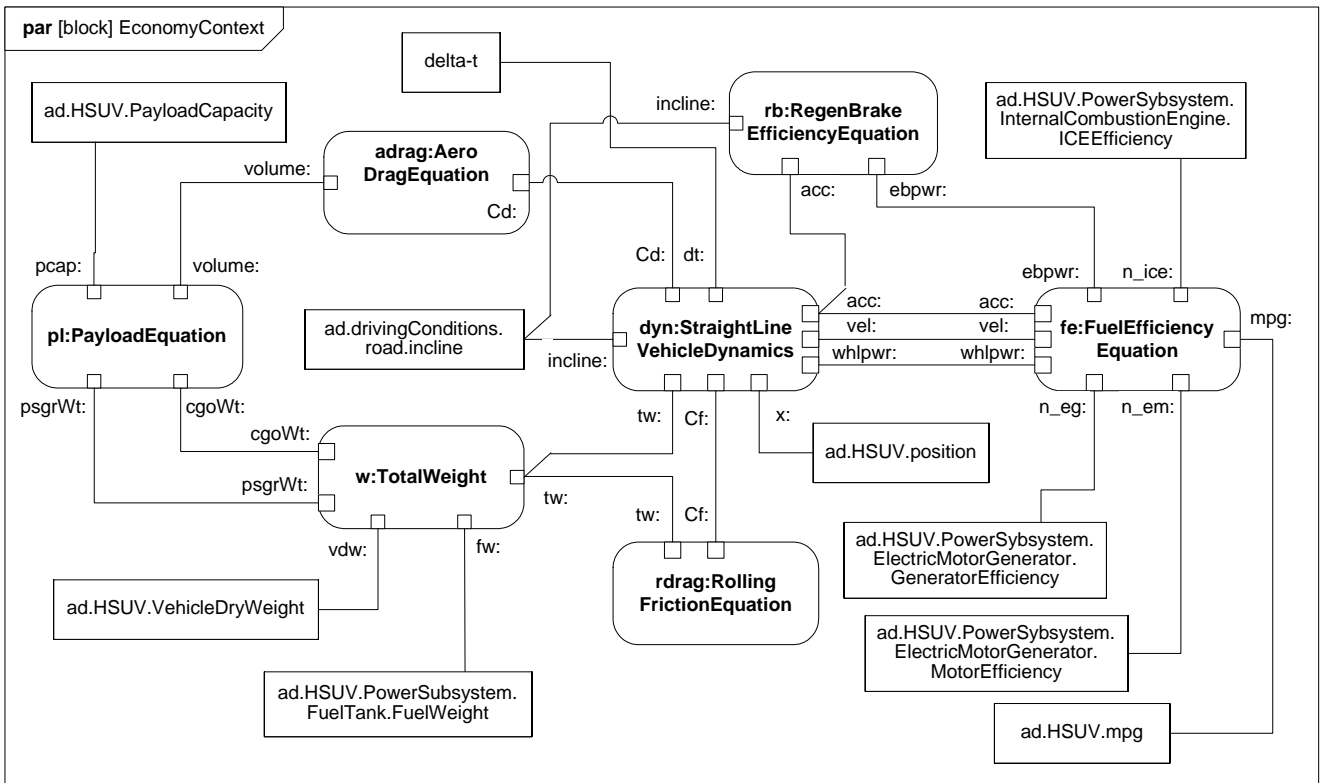 par [block] EconomyContext
delta-t
ad.HSUV.PayloadCapacity
incline:
rb:RegenBrake
EfficiencyEquation
ad.HSUV.PowerSybsystem.
InternalCombustionEngine.
ICEEfficiency
adrag:Aero
DragEquation
volume:
Cd:
acc:
ebpwr:
pcap:
volume:
Cd:
dt:
ebpwr:
n_ice:
pl:PayloadEquation
ad.drivingConditions.
road.incline
incline:
dyn:StraightLine
VehicleDynamics
acc:
vel:
whlpwr:
acc:
vel:
whlpwr:
fe:FuelEfficiency
Equation
mpg:
psgrWt:
cgoWt:
tw:
Cf:
x:
n_eg:
n_em:
cgoWt:
psgrWt:
w:TotalWeight
tw:
ad.HSUV.position
vdw:
fw:
tw:
Cf:
rdrag:Rolling
FrictionEquation
ad.HSUV.PowerSybsystem.
ElectricMotorGenerator.
GeneratorEfficiency
ad.HSUV.VehicleDryWeight
ad.HSUV.PowerSybsystem.
ElectricMotorGenerator.
MotorEfficiency
ad.HSUV.PowerSubsystem.
FuelTank.FuelWeight
ad.HSUV.mpg